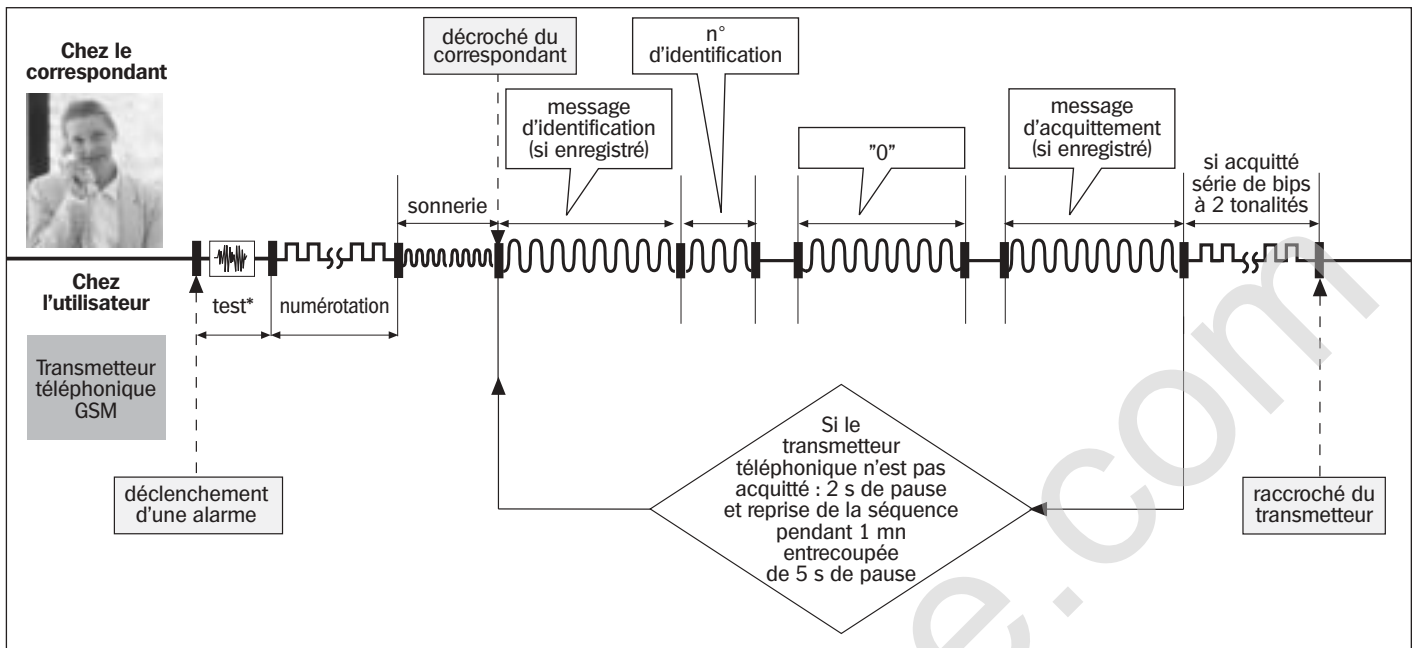 Chez le
correspondant
décroché du
correspondant
n°
d'identification
message
d'identification
(si enregistré)
"0"
message
d'acquittement
(si enregistré)
si acquitté
série de bips
à 2 tonalités
sonnerie
Chez
l'utilisateur
test*
numérotation
Transmetteur
téléphonique
GSM
déclenchement
d'une alarme
Si le
transmetteur
téléphonique n'est pas
acquitté : 2 s de pause
et reprise de la séquence
pendant 1 mn
entrecoupée
de 5 s de pause
raccroché du
transmetteur
e.com